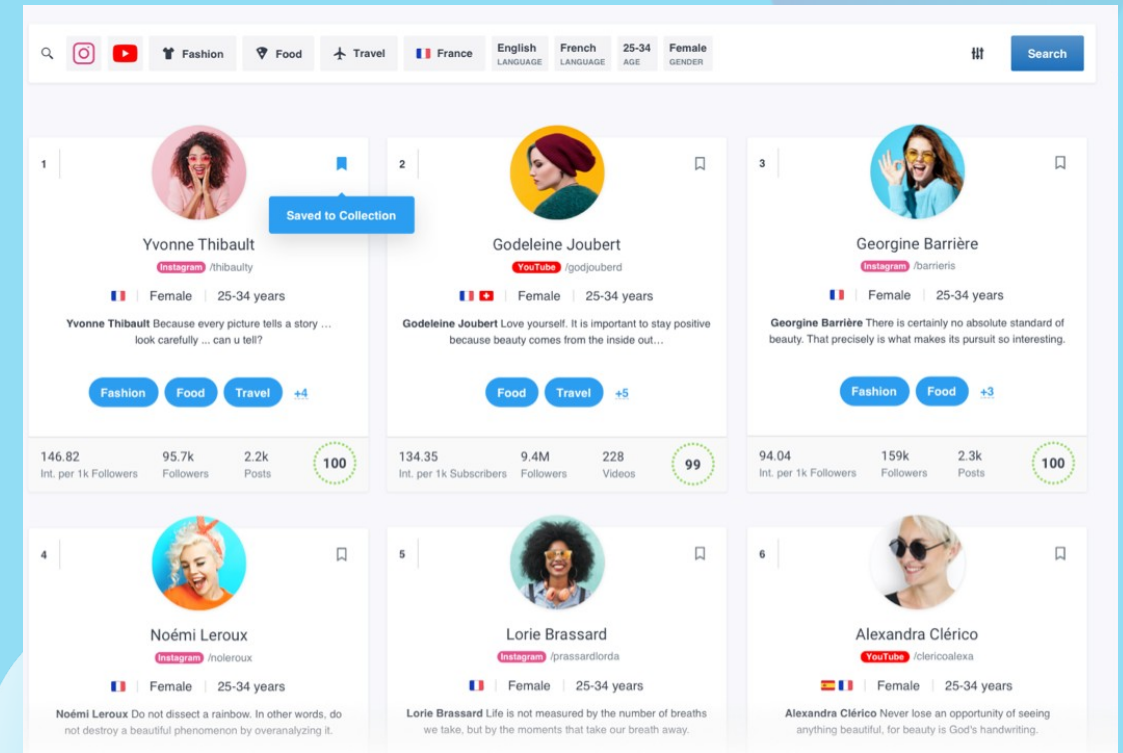 Fashion
Food
Travel
France
English
LANGUAGE
French
LANGUAGE
25-34
AGE
Female
GENDER
Search
1
Saved to Collection
Yvonne Thibault
Instagram /thibaulty
Female 25-34 years
Yvonne Thibault Because every picture tells a story ...
look carefully ... can u tell?
Fashion Food Travel +4
146.82 95.7k 2.2k 100
Int. per 1k Followers Followers Posts
2
Godeleine Joubert
YouTube /godjouberd
Female 25-34 years
Godeleine Joubert Love yourself. It is important to stay positive
because beauty comes from the inside out...
Food Travel +5
134.35 9.4M 228 99
Int. per 1k Subscribers Followers Videos
3
Georgine Barrière
Instagram /barrieris
Female 25-34 years
Georgine Barrière There is certainly no absolute standard of
beauty. That precisely is what makes its pursuit so interesting.
Fashion Food +3
94.04 159k 2.3k 100
Int. per 1k Followers Followers Posts
4
Noémi Leroux
Instagram /noleroux
Female 25-34 years
Noémi Leroux Do not dissect a rainbow. In other words, do
not destroy a beautiful phenomenon by overanalyzing it.
5
Lorie Brassard
Instagram /prassardlorda
Female 25-34 years
Lorie Brassard Life is not measured by the number of breaths
we take, but by the moments that take our breath away.
6
Alexandra Clérico
YouTube /clericoalexa
Female 25-34 years
Alexandra Clérico Never lose an opportunity of seeing
anything beautiful, for beauty is God's handwriting.